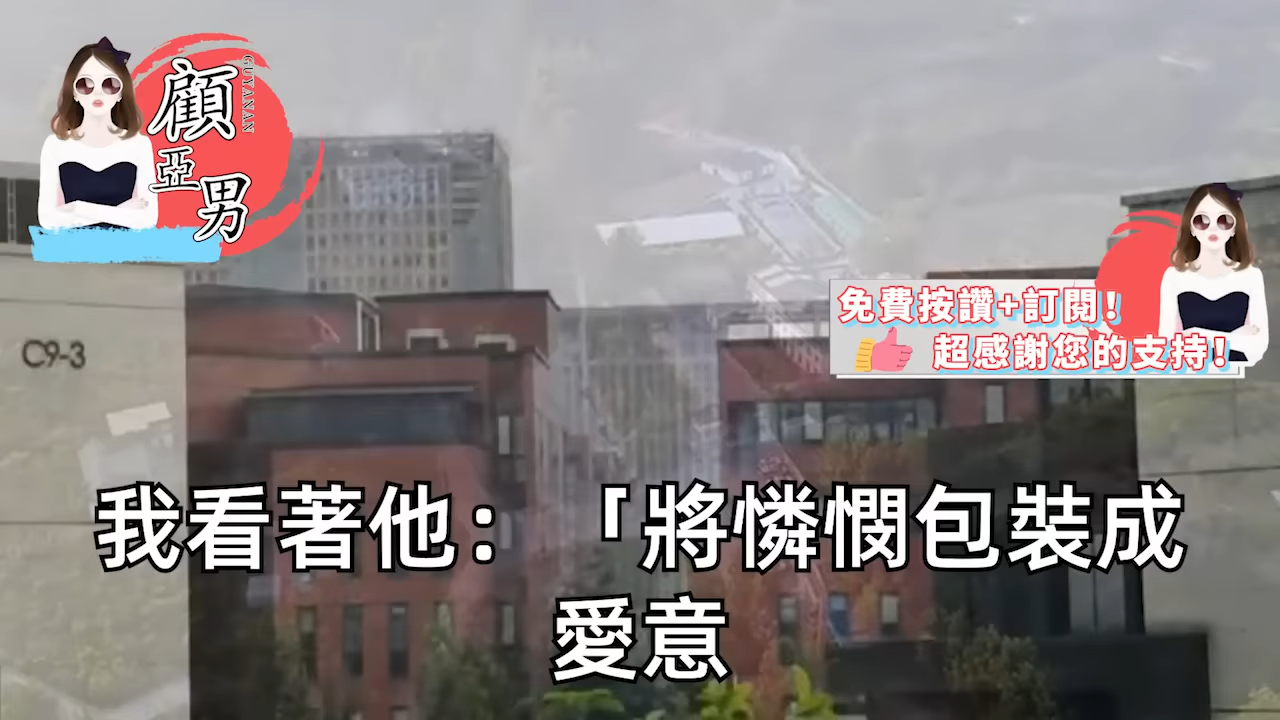 顧亞男
GUYANAN
免費按讚+訂閱!
超感謝您的支持!
C9-3
我看著他:「將憐憫包裝成
愛意